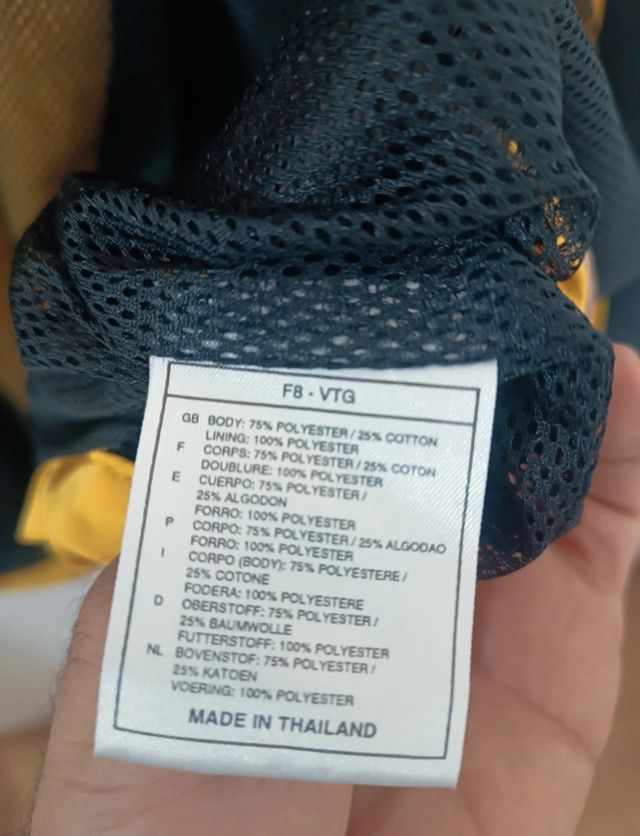 F8 - VTG
GB BODY: 75% POLYESTER / 25% COTTON
LINING: 100% POLYESTER
F CORPS: 75% POLYESTER / 25% COTON
DOUBLURE: 100% POLYESTER
E CUERPO: 75% POLYESTER /
25% ALGODON
FORRO: 100% POLYESTER
P CORPO: 75% POLYESTER / 25% ALGODAO
FORRO: 100% POLYESTER
I CORPO (BODY): 75% POLYESTERE /
25% COTONE
FODERA: 100% POLYESTERE
D OBERSTOFF: 75% POLYESTER /
25% BAUMWOLLE
FUTTERSTOFF: 100% POLYESTER
NL BOVENSTOF: 75% POLYESTER /
25% KATOEN
VOERING: 100% POLYESTER
MADE IN THAILAND